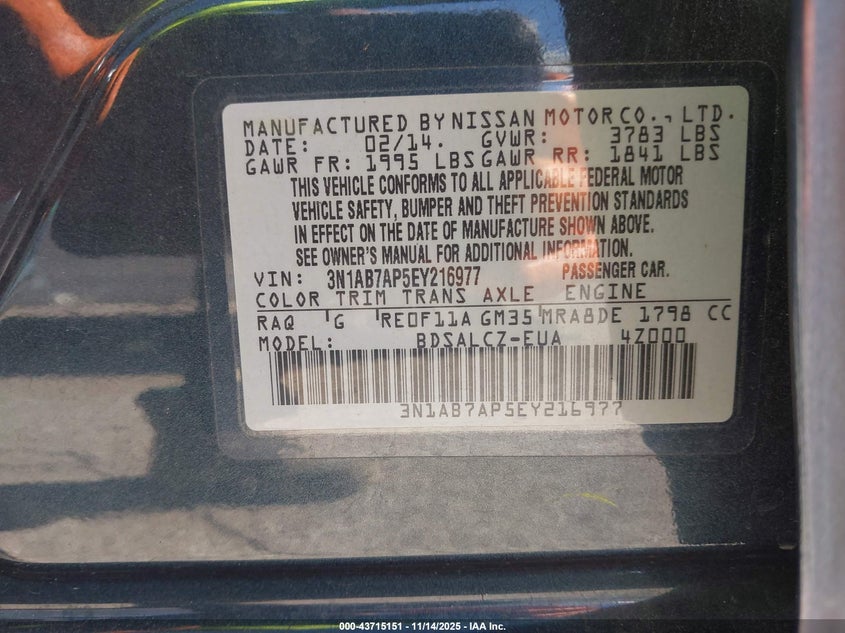 MANUFACTURED BY NISSAN MOTOR CO., LTD.
DATE: 02/14. GVWR: 3783 LBS
GAWR FR: 1995 LBS GAWR RR: 1841 LBS
THIS VEHICLE CONFORMS TO ALL APPLICABLE FEDERAL MOTOR
VEHICLE SAFETY, BUMPER AND THEFT PREVENTION STANDARDS
IN EFFECT ON THE DATE OF MANUFACTURE SHOWN ABOVE.
SEE OWNER'S MANUAL FOR ADDITIONAL INFORMATION.
VIN: 3N1AB7AP5EY216977 PASSENGER CAR.
COLOR TRIM TRANS AXLE ENGINE
RAQ G RE0F11A GM35 MRA8DE 1798 CC
MODEL: BDSALCZ-EUA 4Z000
3N1AB7AP5EY216977
000-43715151 - 11/14/2025 - IAA Inc.